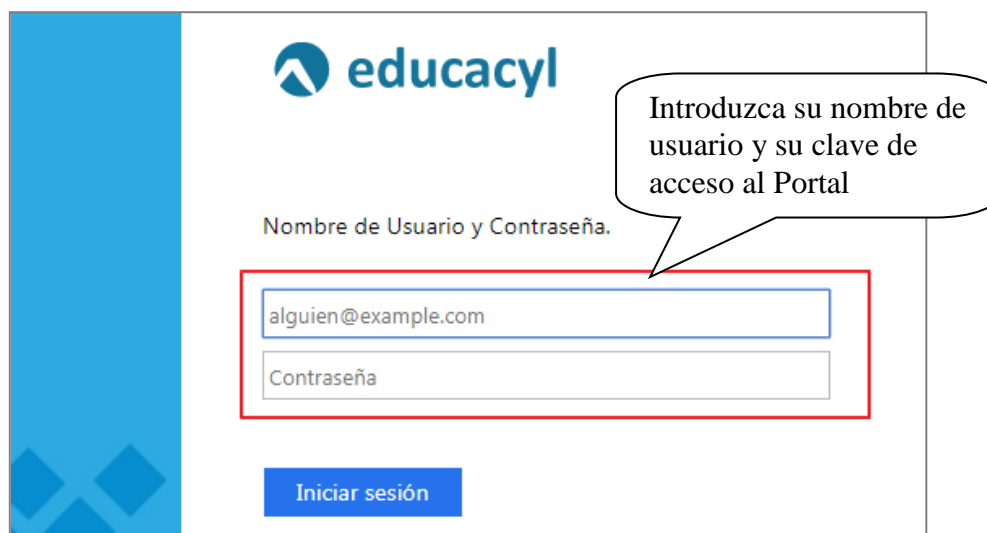 educacyl
Introduzca su nombre de
usuario y su clave de
acceso al Portal
Nombre de Usuario y Contraseña.
alguien@example.com
Contraseña
Iniciar sesión